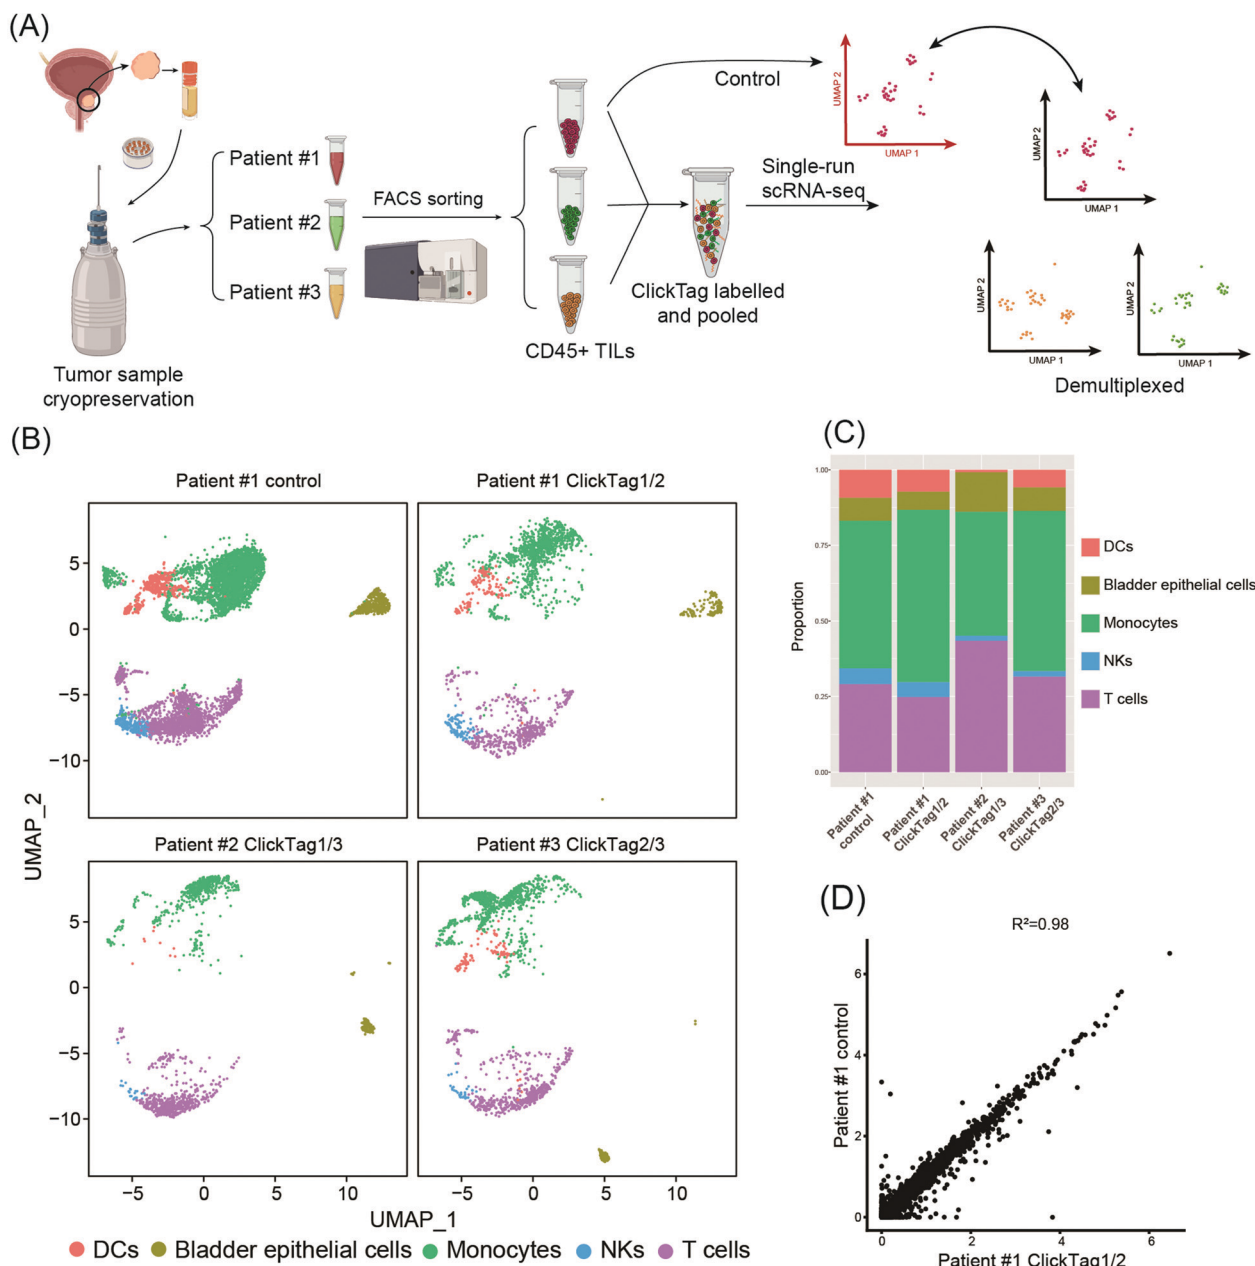 (A)
Control
UMAP 2
UMAP 1
UMAP 2
UMAP 1
Patient #1
Patient #2
Patient #3
FACS sorting
Single-run
scRNA-seq
ClickTag labelled
and pooled
CD45+ TILs
Tumor sample
cryopreservation
UMAP 2
UMAP 1
UMAP 2
UMAP 1
Demultiplexed
(B)
Patient #1 control
Patient #1 ClickTag1/2
5
0
−5
−10
UMAP_2
Patient #2 ClickTag1/3
Patient #3 ClickTag2/3
5
0
−5
−10
−5 0 5 10
−5 0 5 10
UMAP_1
DCs Bladder epithelial cells Monocytes NKs T cells
(C)
Proportion
1.00
0.75
0.50
0.25
0.00
Patient #1
control
Patient #1
ClickTag1/2
Patient #2
ClickTag1/3
Patient #3
ClickTag2/3
DCs
Bladder epithelial cells
Monocytes
NKs
T cells
(D)
R²=0.98
Patient #1 control
6
4
2
0
0 2 4 6
Patient #1 ClickTag1/2